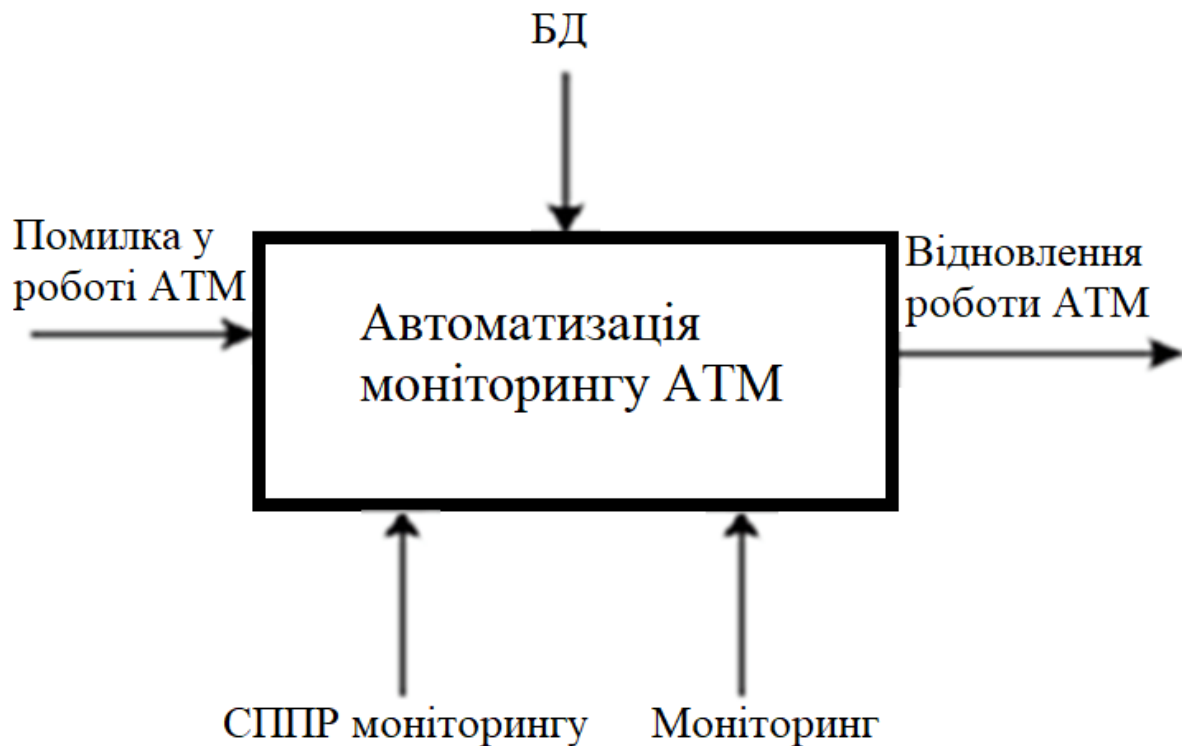 БД
Помилка у
роботі АТМ
Автоматизація
моніторингу АТМ
Відновлення
роботи АТМ
СППР моніторингу
Моніторинг